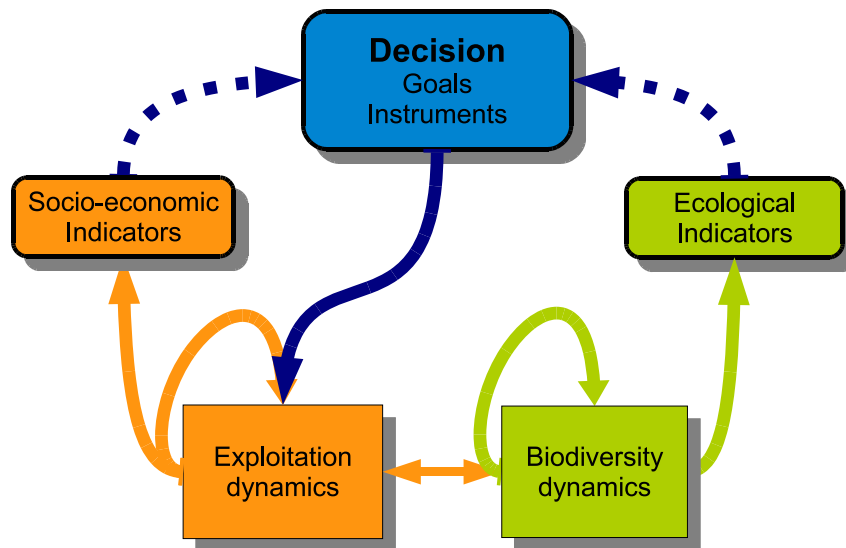 Decision
Goals
Instruments
Socio-economic
Indicators
Ecological
Indicators
Exploitation
dynamics
Biodiversity
dynamics